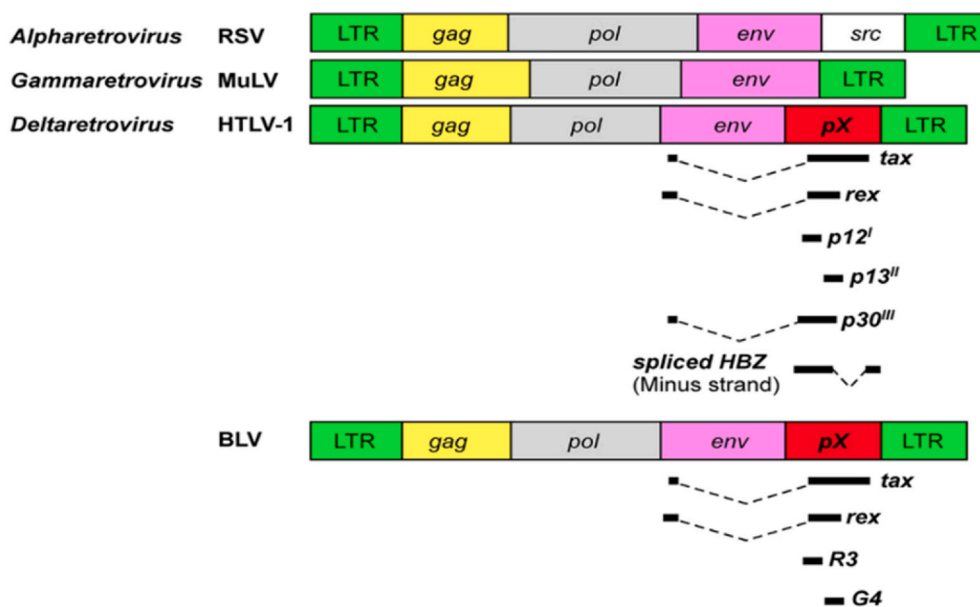 Alpharetrovirus RSV LTR gag pol env src LTR
Gammaretrovirus MuLV LTR gag pol env LTR
Deltaretrovirus HTLV-1 LTR gag pol env pX LTR
tax
rex
p12ᴵ
p13ᴵᴵ
p30ᴵᴵᴵ
spliced HBZ
(Minus strand)
BLV LTR gag pol env pX LTR
tax
rex
R3
G4